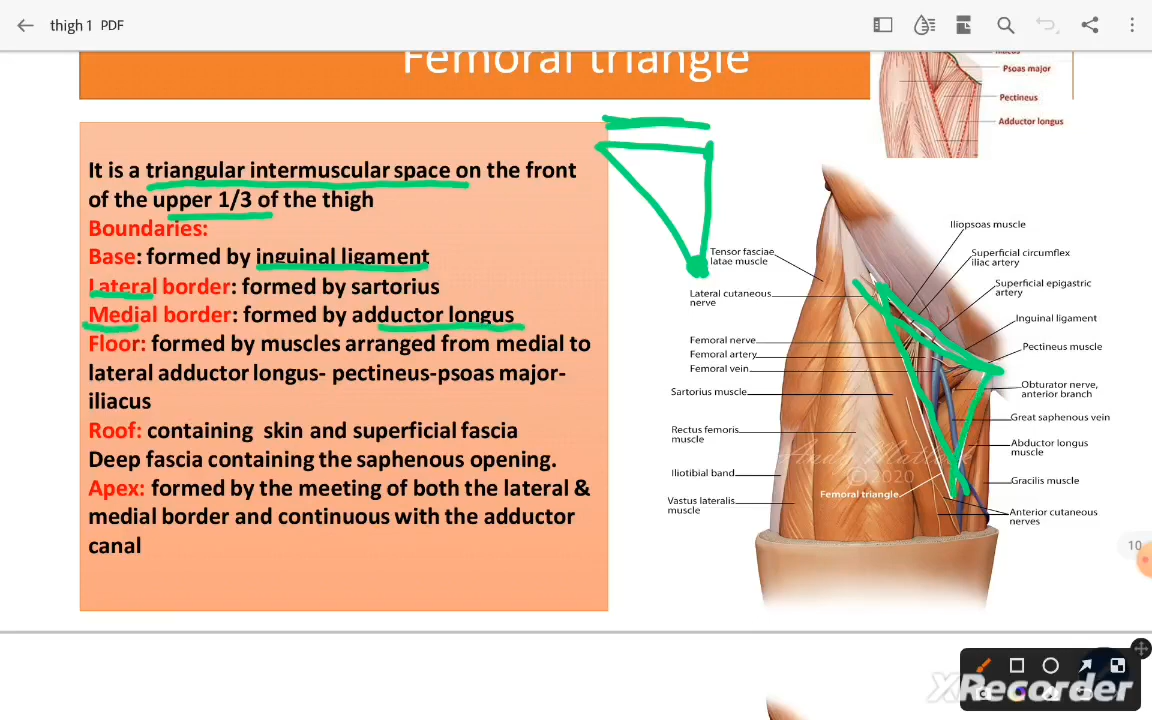 thigh 1 PDF
Femoral triangle
Psoas major
Pectineus
Adductor longus
It is a triangular intermuscular space on the front
of the upper 1/3 of the thigh
Boundaries:
Base: formed by inguinal ligament
Lateral border: formed by sartorius
Medial border: formed by adductor longus
Floor: formed by muscles arranged from medial to
lateral adductor longus- pectineus-psoas major-
iliacus
Roof: containing skin and superficial fascia
Deep fascia containing the saphenous opening.
Apex: formed by the meeting of both the lateral &
medial border and continuous with the adductor
canal
Tensor fasciae
latae muscle
Lateral cutaneous
nerve
Femoral nerve
Femoral artery
Femoral vein
Sartorius muscle
Rectus femoris
muscle
Iliotibial band
Vastus lateralis
muscle
Femoral triangle
Iliopsoas muscle
Superficial circumflex
iliac artery
Superficial epigastric
artery
Inguinal ligament
Pectineus muscle
Obturator nerve,
anterior branch
Great saphenous vein
Abductor longus
muscle
Gracilis muscle
Anterior cutaneous
nerves
©2020
10
XRecorder